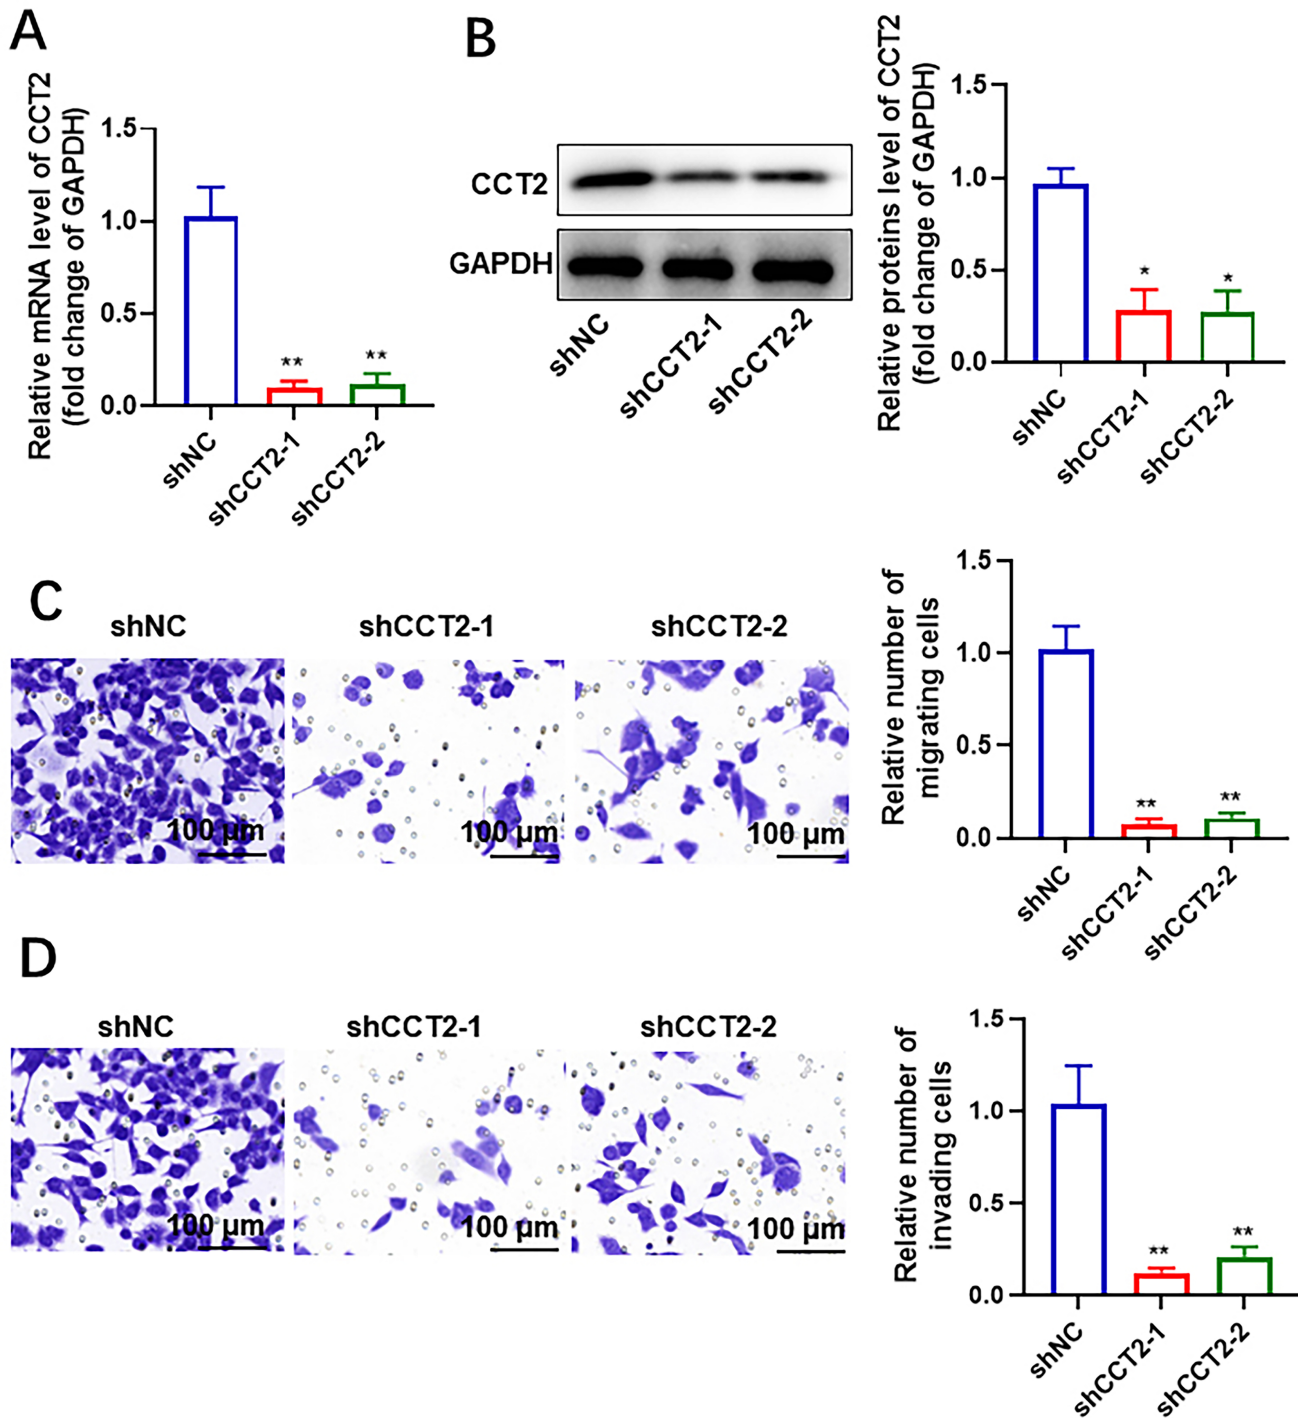 A
Relative mRNA level of CCT2
(fold change of GAPDH)
1.5
1.0
0.5
0.0
**
**
shNC
shCCT2-1
shCCT2-2
B
CCT2
GAPDH
shNC
shCCT2-1
shCCT2-2
Relative proteins level of CCT2
(fold change of GAPDH)
1.5
1.0
0.5
0.0
*
*
shNC
shCCT2-1
shCCT2-2
C
shNC
shCCT2-1
shCCT2-2
100 μm
100 μm
100 μm
Relative number of
migrating cells
1.5
1.0
0.5
0.0
**
**
shNC
shCCT2-1
shCCT2-2
D
shNC
shCCT2-1
shCCT2-2
100 μm
100 μm
100 μm
Relative number of
invading cells
1.5
1.0
0.5
0.0
**
**
shNC
shCCT2-1
shCCT2-2